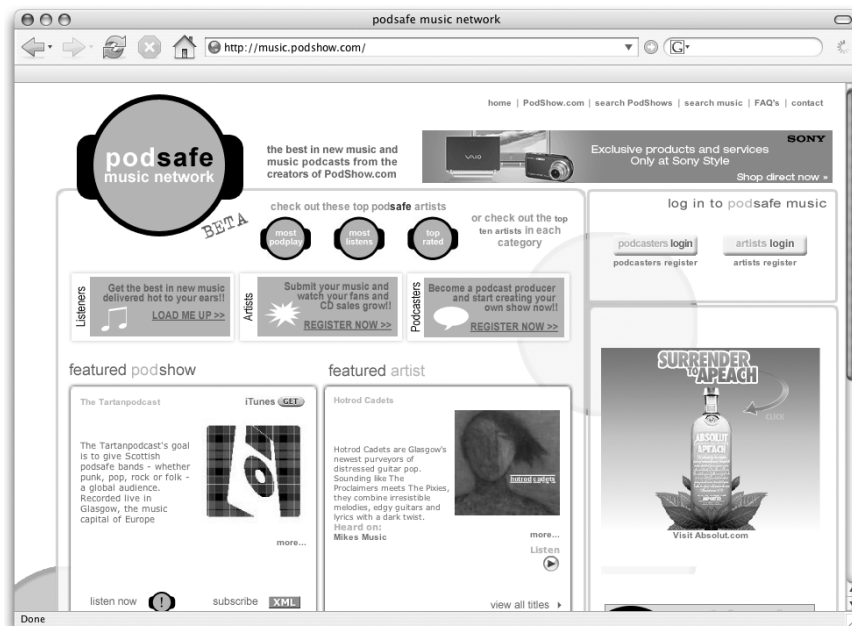 podsafe music network
http://music.podshow.com/
G
home | PodShow.com | search PodShows | search music | FAQ's | contact
podsafe
music network
BETA
the best in new music and
music podcasts from the
creators of PodShow.com
VAIO
Exclusive products and services
Only at Sony Style
SONY
Shop direct now »
check out these top podsafe artists
most
podplay
most
listens
top
rated
or check out the top
ten artists in each
category
log in to podsafe music
podcasters login
podcasters register
artists login
artists register
Listeners
Get the best in new music
delivered hot to your ears!!
LOAD ME UP >>
Artists
Submit your music and
watch your fans and
CD sales grow!!
REGISTER NOW >>
Podcasters
Become a podcast producer
and start creating your
own show now!!
REGISTER NOW >>
featured podshow
The Tartanpodcast
iTunes GET
The Tartanpodcast's goal
is to give Scottish
podsafe bands - whether
punk, pop, rock or folk -
a global audience.
Recorded live in
Glasgow, the music
capital of Europe
more...
listen now
!
subscribe XML
featured artist
Hotrod Cadets
Hotrod Cadets are Glasgow's
newest purveyors of
distressed guitar pop.
Sounding like The
Proclaimers meets The Pixies,
they combine irresistible
melodies, edgy guitars and
lyrics with a dark twist.
Heard on:
Mikes Music
hotrod cadets
more...
Listen
view all titles
SURRENDER
TO APEACH
CLICK
ABSOLUT
APEACH
IMPORTED
Visit Absolut.com
Done